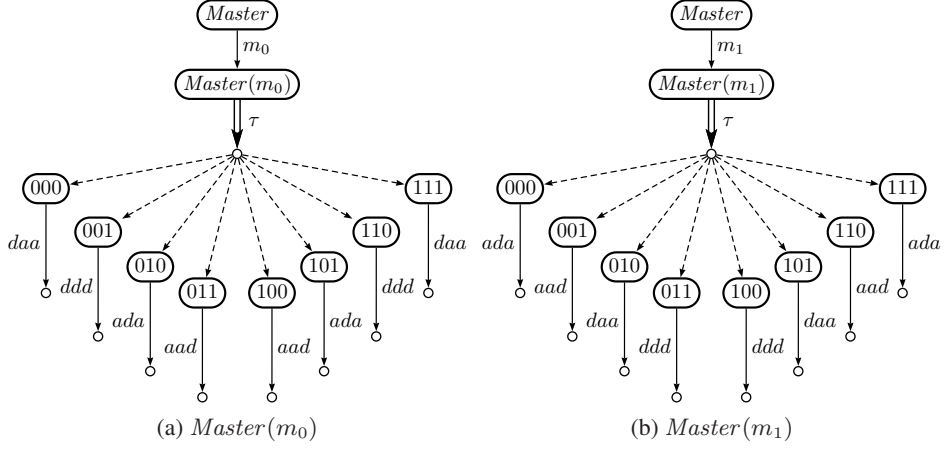 Master
Master
m₀
m₁
Master(m₀)
Master(m₁)
τ
τ
000
111
000
111
001
110
001
110
daa
daa
ada
ada
010
101
010
101
ddd
011
100
ddd
aad
011
100
aad
ada
ada
daa
daa
aad
aad
ddd
ddd
(a) Master(m₀)
(b) Master(m₁)